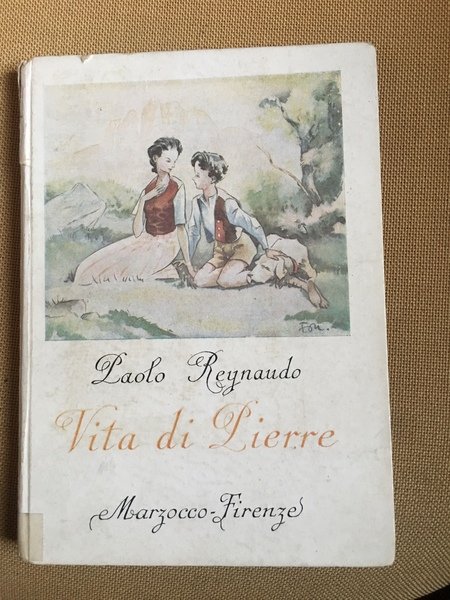 Paolo Reynaudo
Vita di Pierre
Marzocco-Firenze